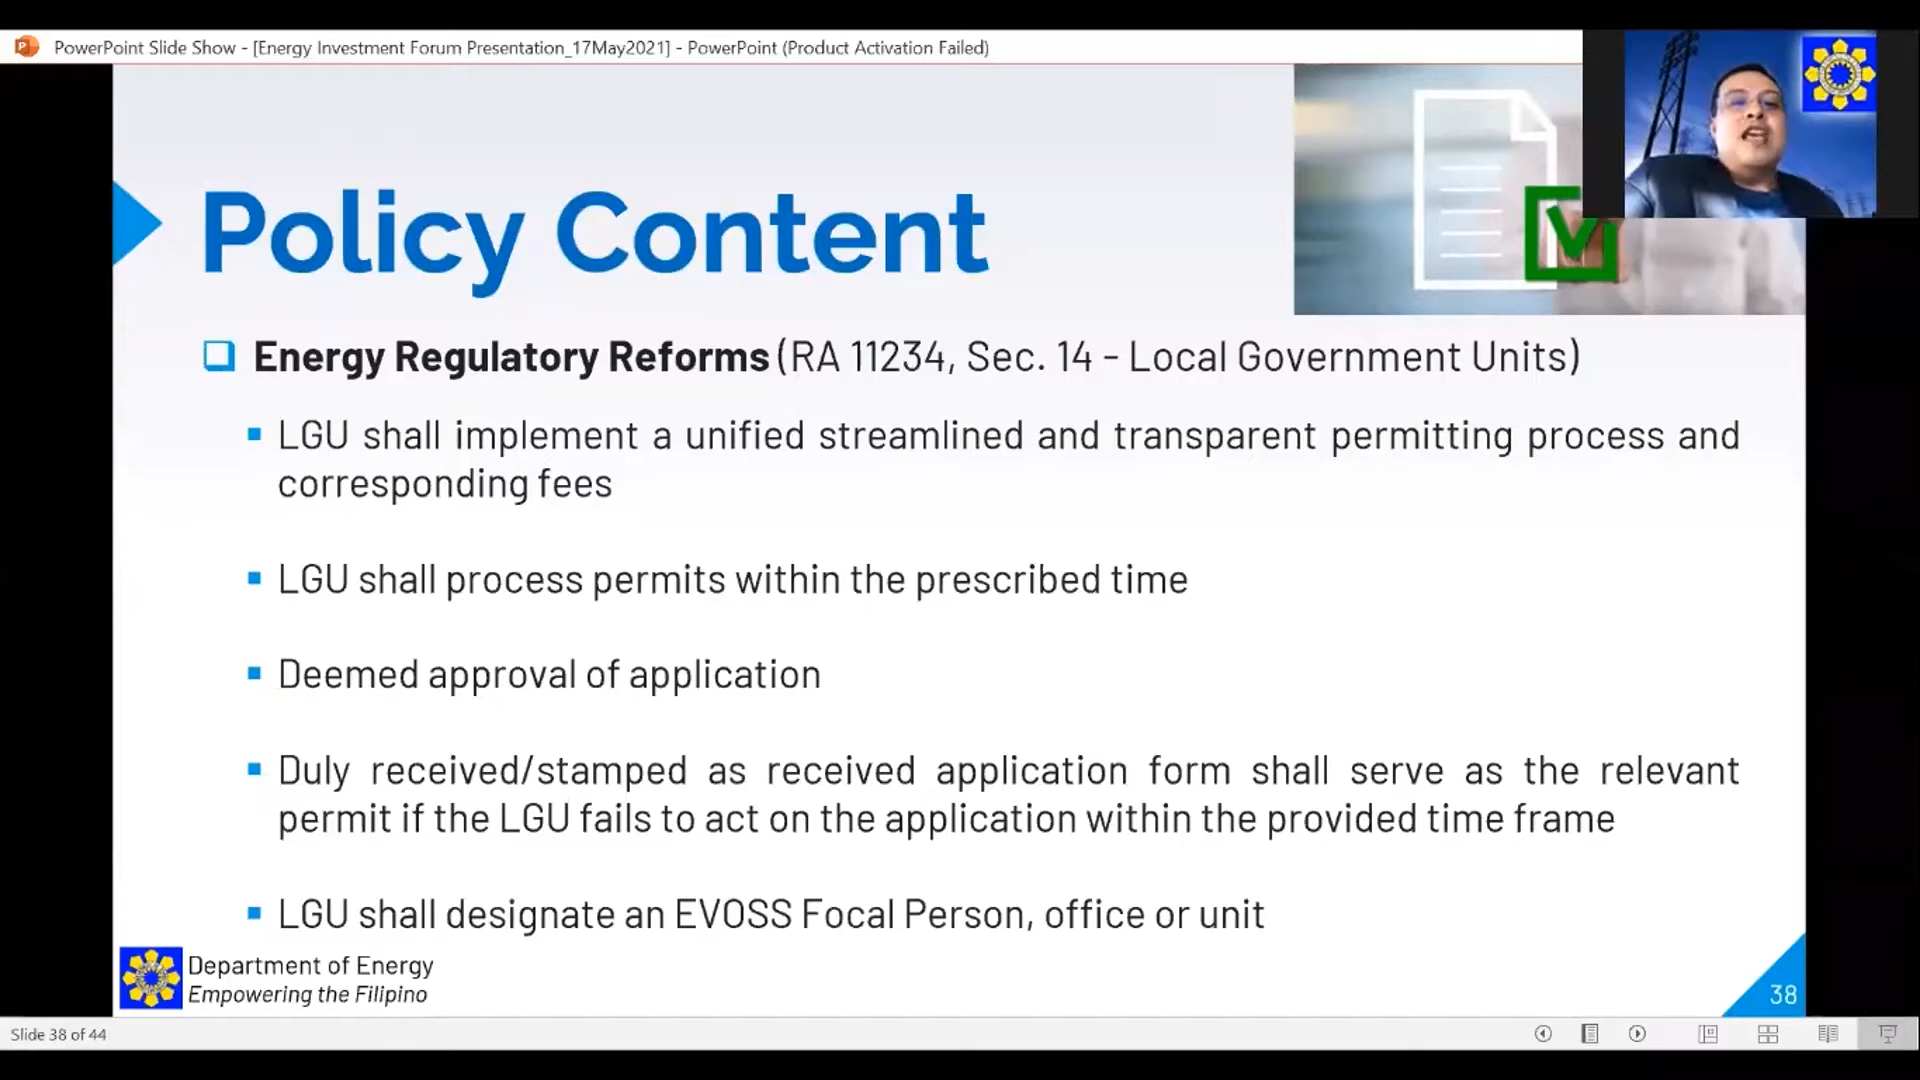 PowerPoint Slide Show - [Energy Investment Forum Presentation_17May2021] - PowerPoint (Product Activation Failed)
Policy Content
Energy Regulatory Reforms (RA 11234, Sec. 14 - Local Government Units)
LGU shall implement a unified streamlined and transparent permitting process and
corresponding fees
LGU shall process permits within the prescribed time
Deemed approval of application
Duly received/stamped as received application form shall serve as the relevant
permit if the LGU fails to act on the application within the provided time frame
LGU shall designate an EVOSS Focal Person, office or unit
Department of Energy
Empowering the Filipino
38
Slide 38 of 44